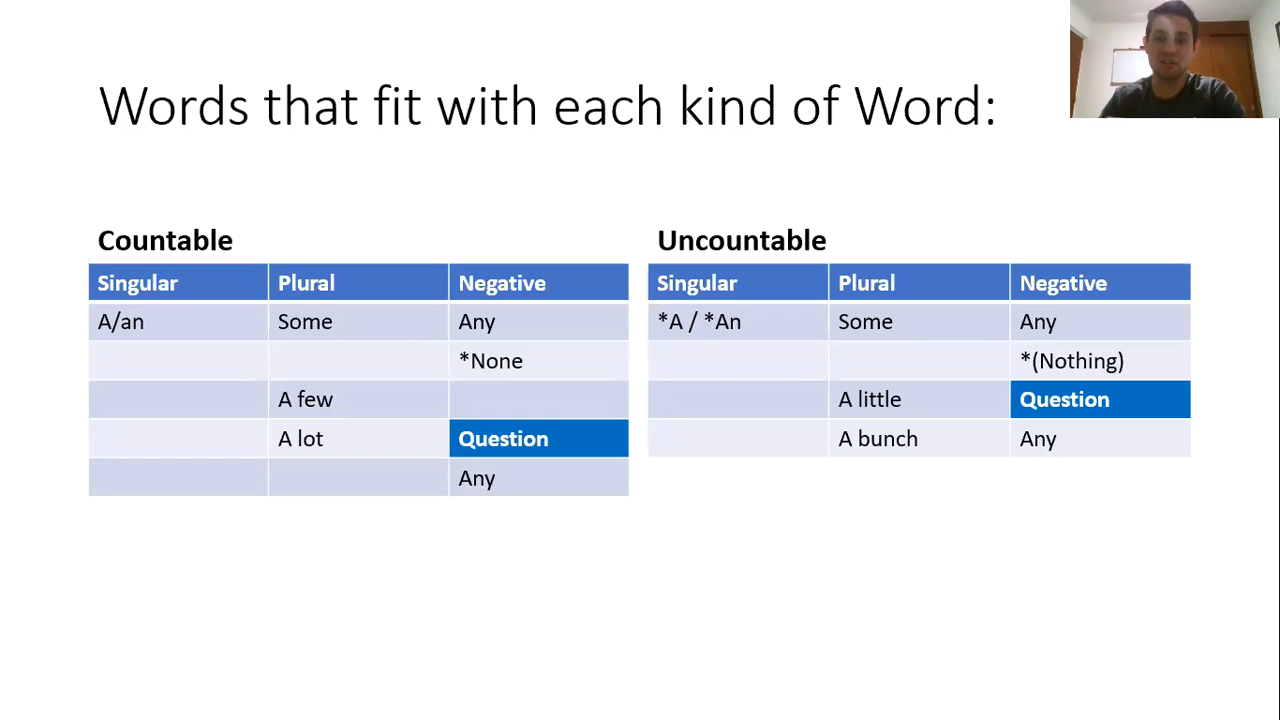 Words that fit with each kind of Word:
Countable
Singular Plural Negative
A/an Some Any
*None
A few
A lot Question
Any
Uncountable
Singular Plural Negative
*A / *An Some Any
*(Nothing)
A little Question
A bunch Any